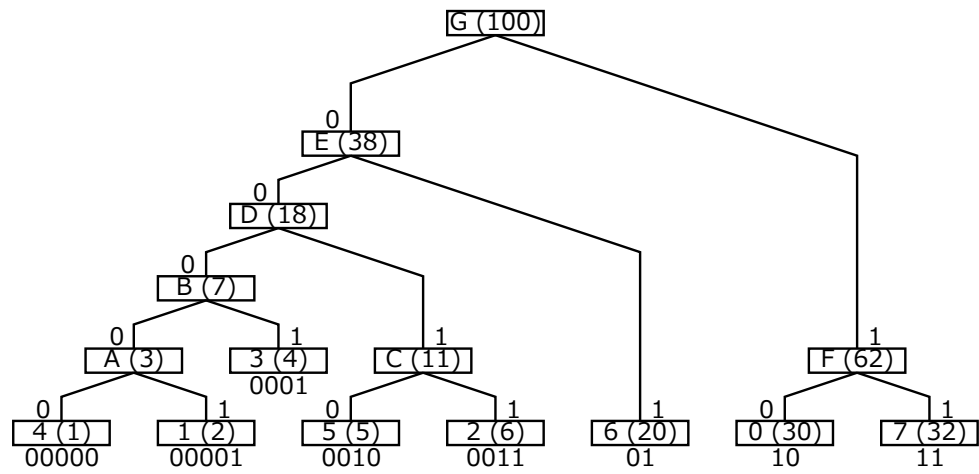 G (100)
0
E (38)
0
D (18)
0
B (7)
0 1 1 1
A (3) 3 (4) C (11) F (62)
0001
0 1 0 1 1 0 1
4 (1) 1 (2) 5 (5) 2 (6) 6 (20) 0 (30) 7 (32)
00000 00001 0010 0011 01 10 11